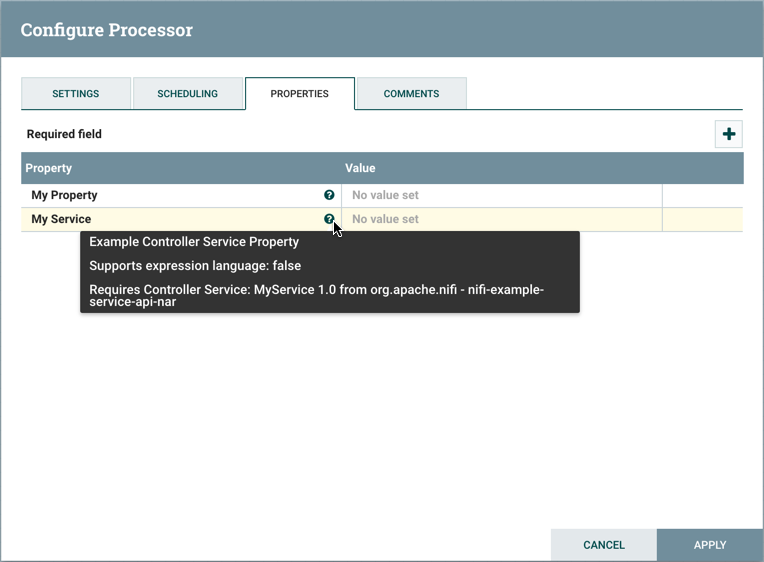 Configure Processor
SETTINGS
SCHEDULING
PROPERTIES
COMMENTS
Required field
Property
Value
My Property
No value set
My Service
No value set
Example Controller Service Property
Supports expression language: false
Requires Controller Service: MyService 1.0 from org.apache.nifi - nifi-example-
service-api-nar
CANCEL
APPLY